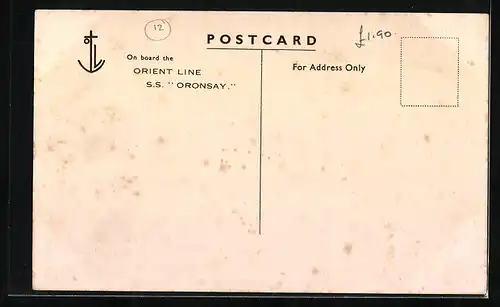 12
POSTCARD
£1.90.
On board the
ORIENT LINE
S.S. "ORONSAY."
For Address Only